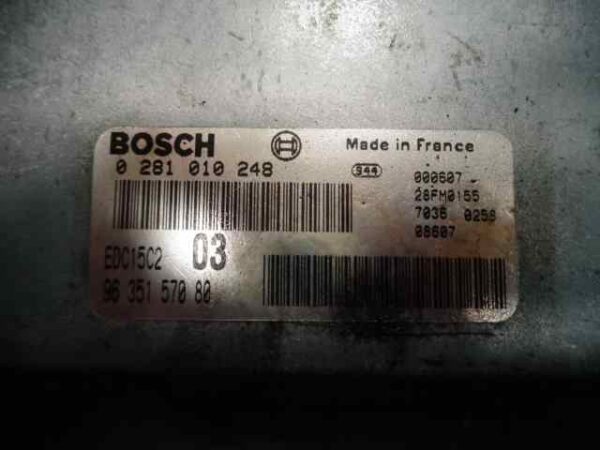 BOSCH
Made in France
0 281 010 248
944
000607
28FM0155
7036 0258
08607
EDC15C2 03
96 351 570 80